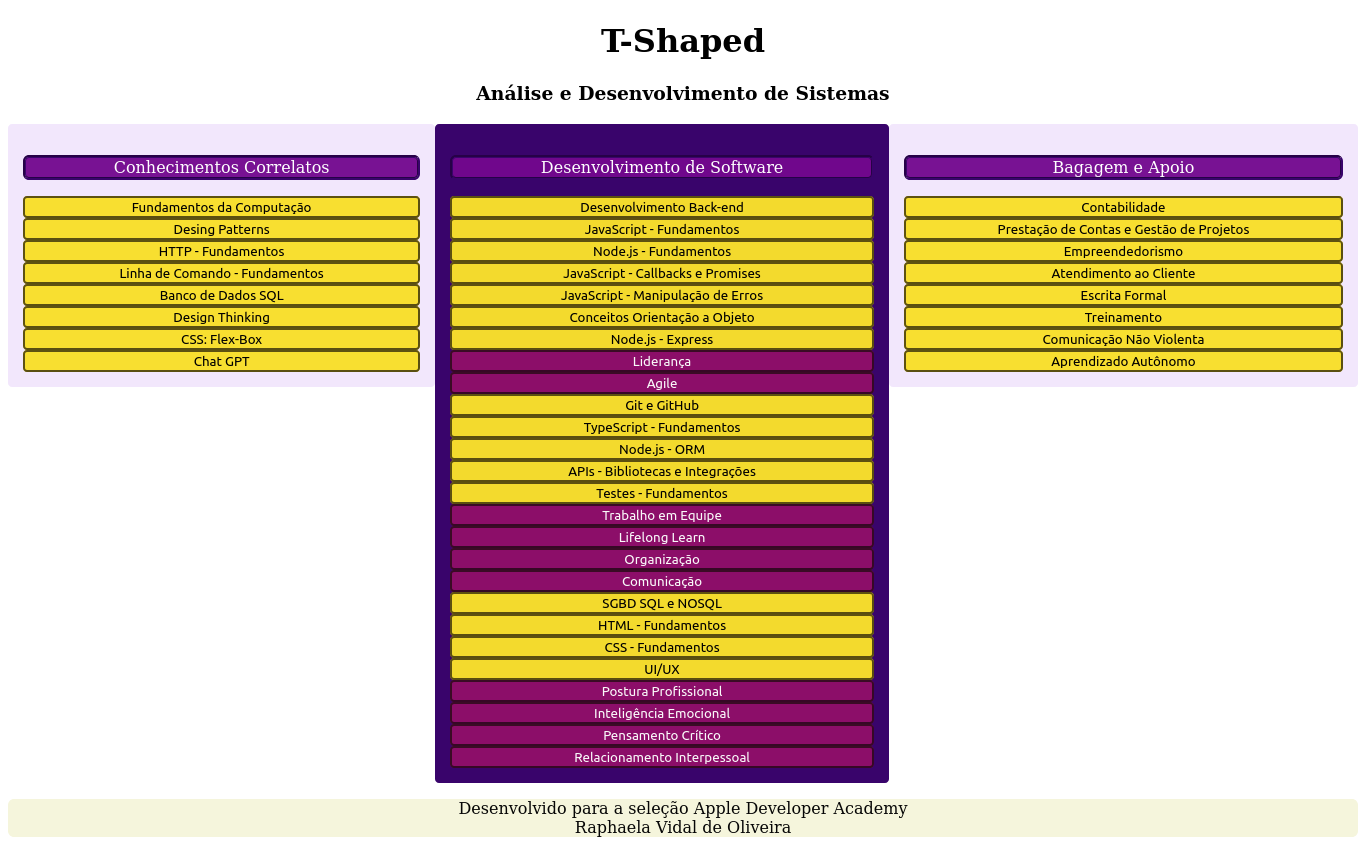 T-Shaped
Análise e Desenvolvimento de Sistemas
Conhecimentos Correlatos
Fundamentos da Computação
Desing Patterns
HTTP - Fundamentos
Linha de Comando - Fundamentos
Banco de Dados SQL
Design Thinking
CSS: Flex-Box
Chat GPT
Desenvolvimento de Software
Desenvolvimento Back-end
JavaScript - Fundamentos
Node.js - Fundamentos
JavaScript - Callbacks e Promises
JavaScript - Manipulação de Erros
Conceitos Orientação a Objeto
Node.js - Express
Liderança
Agile
Git e GitHub
TypeScript - Fundamentos
Node.js - ORM
APIs - Bibliotecas e Integrações
Testes - Fundamentos
Trabalho em Equipe
Lifelong Learn
Organização
Comunicação
SGBD SQL e NOSQL
HTML - Fundamentos
CSS - Fundamentos
UI/UX
Postura Profissional
Inteligência Emocional
Pensamento Crítico
Relacionamento Interpessoal
Bagagem e Apoio
Contabilidade
Prestação de Contas e Gestão de Projetos
Empreendedorismo
Atendimento ao Cliente
Escrita Formal
Treinamento
Comunicação Não Violenta
Aprendizado Autônomo
Desenvolvido para a seleção Apple Developer Academy
Raphaela Vidal de Oliveira